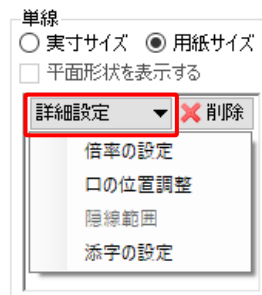 単線
実寸サイズ 用紙サイズ
平面形状を表示する
詳細設定 削除
倍率の設定
口の位置調整
隠線範囲
添字の設定